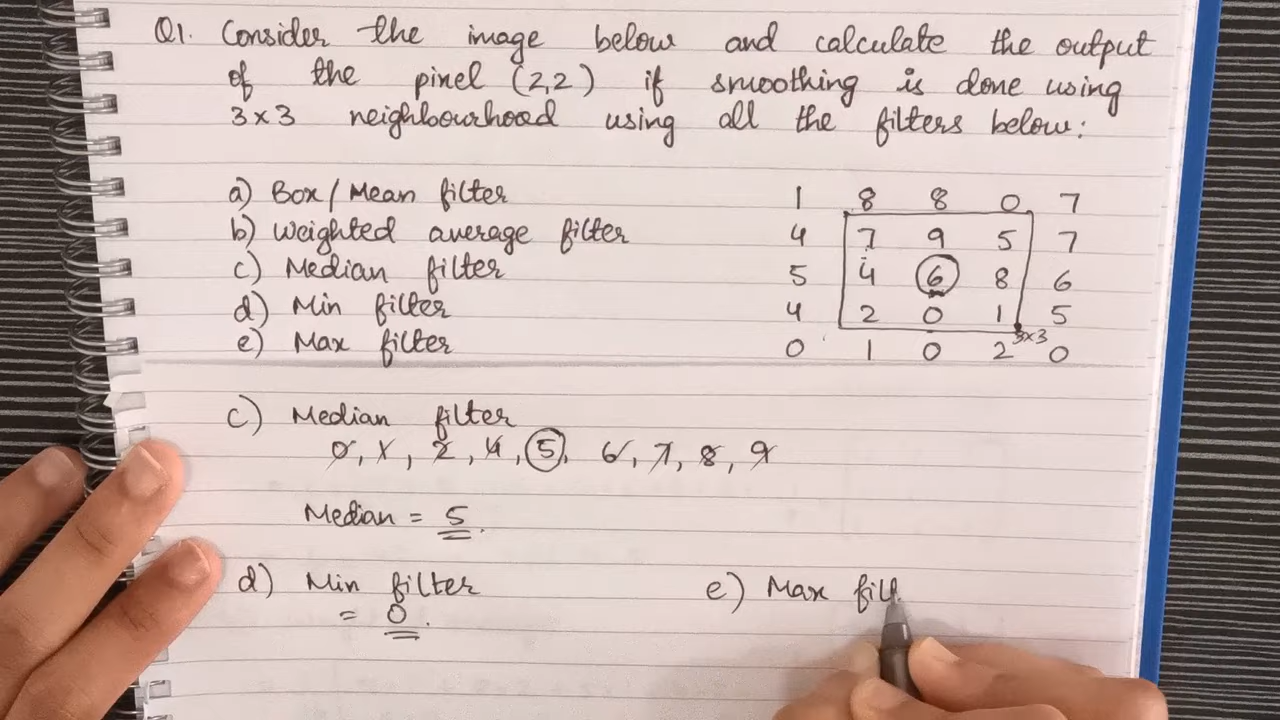 Q1. Consider the image below and calculate the output
of the pixel (2,2) if smoothing is done using
3×3 neighbourhood using all the filters below:
a) Box / Mean filter
b) Weighted average filter
c) Median filter
d) Min filter
e) Max filter
1 8 8 0 7
4 7 9 5 7
5 4 6 8 6
4 2 0 1 5
3×3
0 1 0 2 0
c) Median filter
0, 1, 2, 4, 5, 6, 7, 8, 9
Median = 5.
d) Min filter
= 0.
e) Max filt